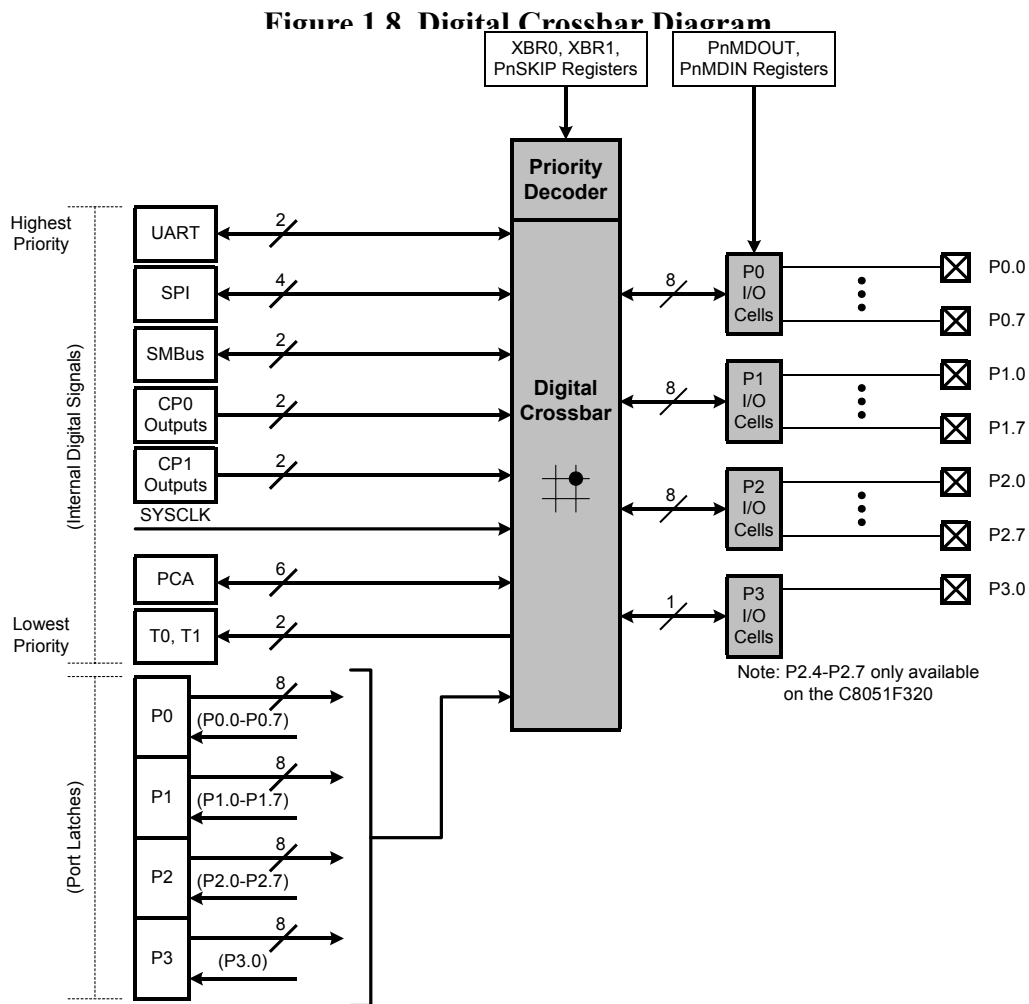 Figure 1.8. Digital Crossbar Diagram
XBR0, XBR1,
PnSKIP Registers
PnMDOUT,
PnMDIN Registers
Priority
Decoder
Highest
Priority
UART
2
SPI
4
SMBus
2
CP0
Outputs
2
CP1
Outputs
2
SYSCLK
PCA
6
T0, T1
2
Lowest
Priority
(Internal Digital Signals)
Digital
Crossbar
8
P0
I/O
Cells
P0.0
P0.7
8
P1
I/O
Cells
P1.0
P1.7
8
P2
I/O
Cells
P2.0
P2.7
1
P3
I/O
Cells
P3.0
Note: P2.4-P2.7 only available
on the C8051F320
(Port Latches)
P0
8
(P0.0-P0.7)
P1
8
(P1.0-P1.7)
P2
8
(P2.0-P2.7)
P3
8
(P3.0)